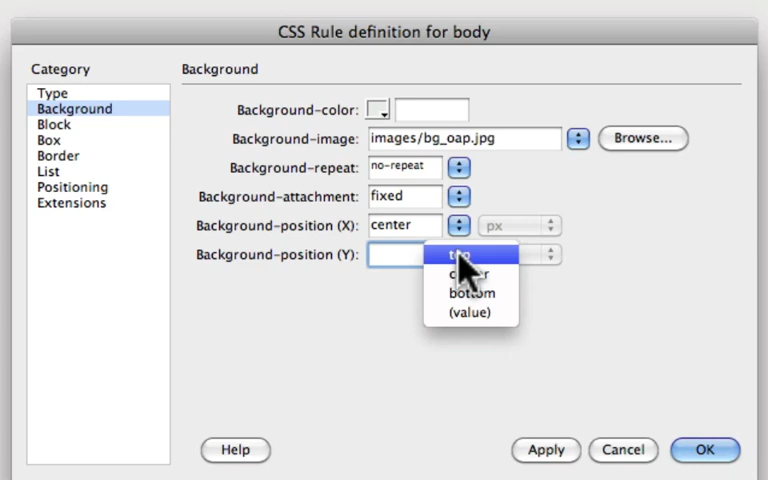 CSS Rule definition for body
Category
Type
Background
Block
Box
Border
List
Positioning
Extensions
Background
Background-color:
Background-image: images/bg_oap.jpg Browse...
Background-repeat: no-repeat
Background-attachment: fixed
Background-position (X): center px
Background-position (Y):
bottom
(value)
Help Apply Cancel OK